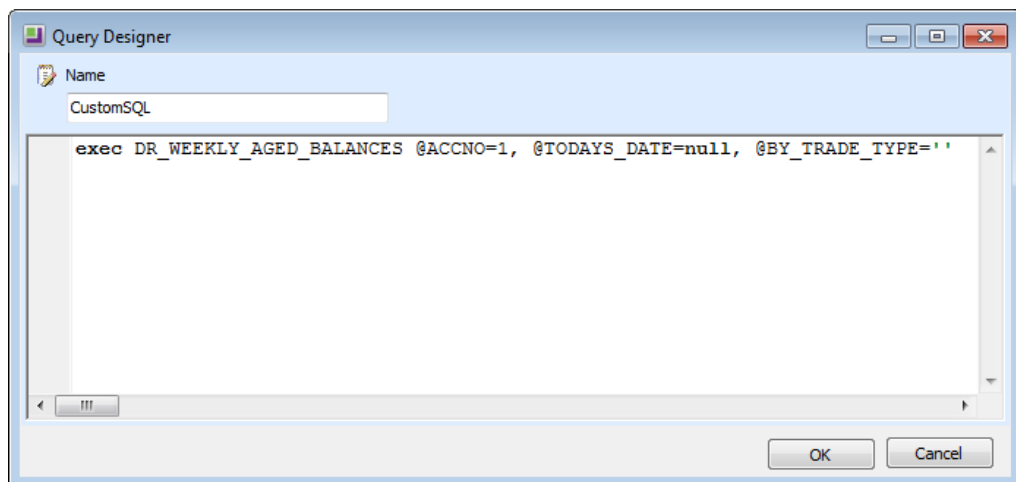 Query Designer
Name
CustomSQL
exec DR_WEEKLY_AGED_BALANCES @ACCNO=1, @TODAYS_DATE=null, @BY_TRADE_TYPE=''
OK Cancel